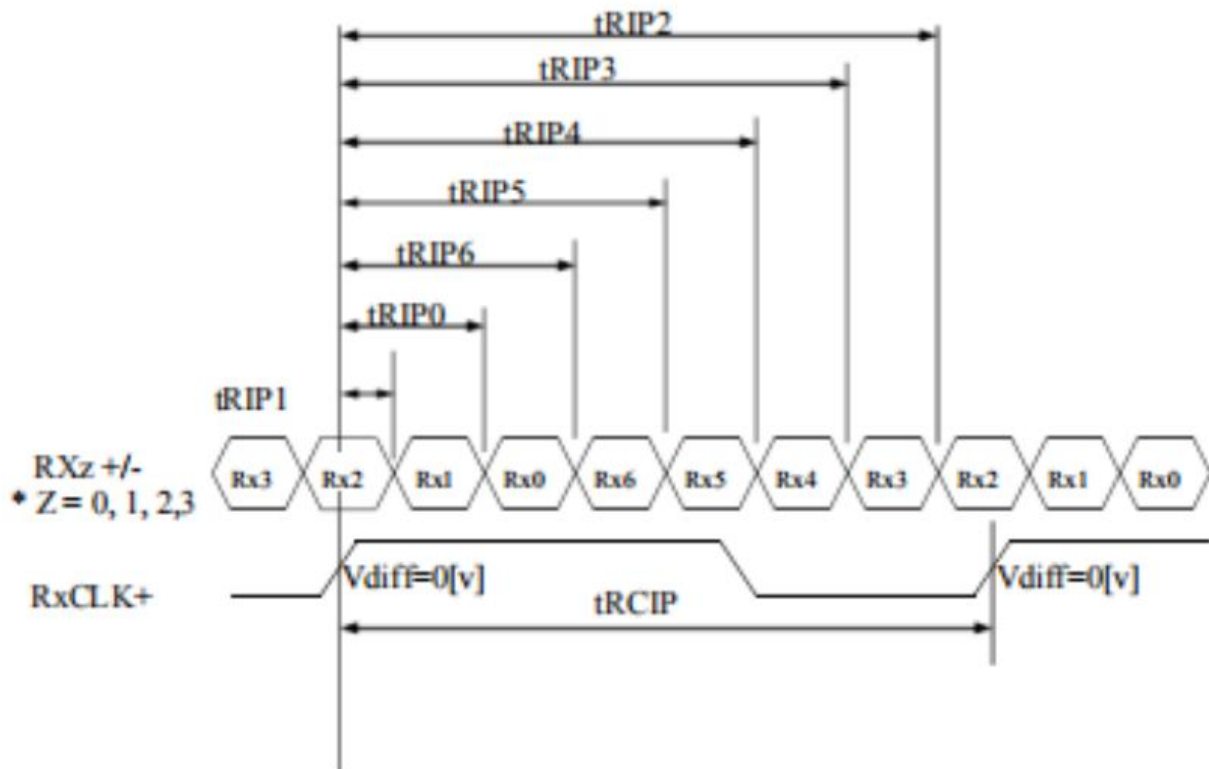 tRIP2
tRIP3
tRIP4
tRIP5
tRIP6
tRIP0
tRIP1
RXz +/-
* Z = 0, 1, 2,3
Rx3 Rx2 Rx1 Rx0 Rx6 Rx5 Rx4 Rx3 Rx2 Rx1 Rx0
RxCLK+
Vdiff=0[v] Vdiff=0[v]
tRCIP